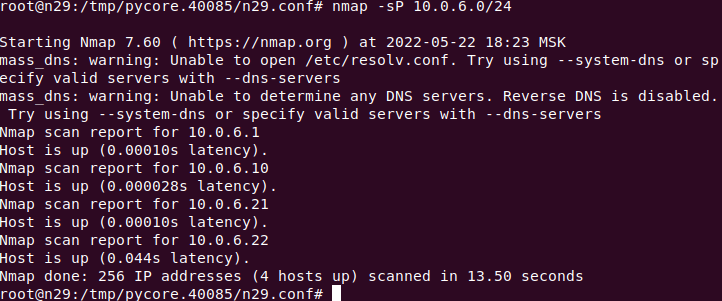 root@n29:/tmp/pycore.40085/n29.conf# nmap -sP 10.0.6.0/24
Starting Nmap 7.60 ( https://nmap.org ) at 2022-05-22 18:23 MSK
mass_dns: warning: Unable to open /etc/resolv.conf. Try using --system-dns or sp
ecify valid servers with --dns-servers
mass_dns: warning: Unable to determine any DNS servers. Reverse DNS is disabled.
 Try using --system-dns or specify valid servers with --dns-servers
Nmap scan report for 10.0.6.1
Host is up (0.00010s latency).
Nmap scan report for 10.0.6.10
Host is up (0.000028s latency).
Nmap scan report for 10.0.6.21
Host is up (0.00010s latency).
Nmap scan report for 10.0.6.22
Host is up (0.044s latency).
Nmap done: 256 IP addresses (4 hosts up) scanned in 13.50 seconds
root@n29:/tmp/pycore.40085/n29.conf#